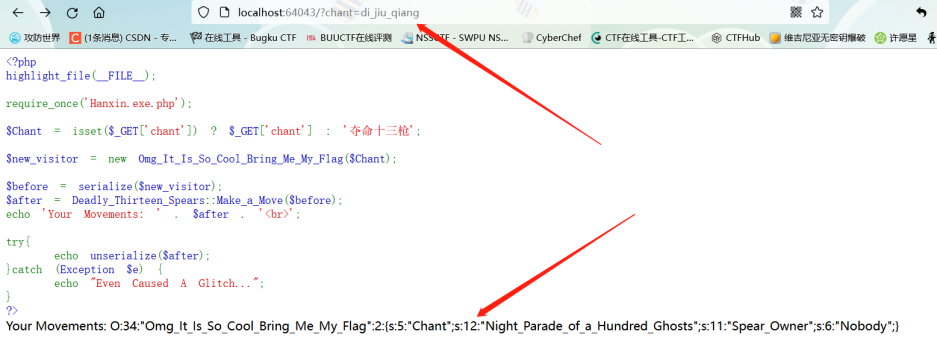 localhost:64043/?chant=di_jiu_qiang
攻防世界 (1条消息) CSDN - 专... 在线工具 - Bugku CTF BUUCTF在线评测 NSSCTF - SWPU NS... CyberChef CTF在线工具-CTF工... CTFHub 维吉尼亚无密钥爆破 许愿星
<?php
highlight_file(__FILE__);
require_once('Hanxin.exe.php');
$Chant = isset($_GET['chant']) ? $_GET['chant'] : '夺命十三枪';
$new_visitor = new Omg_It_Is_So_Cool_Bring_Me_My_Flag($Chant);
$before = serialize($new_visitor);
$after = Deadly_Thirteen_Spears::Make_a_Move($before);
echo 'Your Movements: ' . $after . '<br>';
try{
echo unserialize($after);
}catch (Exception $e) {
echo "Even Caused A Glitch...";
}
?>
Your Movements: O:34:"Omg_It_Is_So_Cool_Bring_Me_My_Flag":2:{s:5:"Chant";s:12:"Night_Parade_of_a_Hundred_Ghosts";s:11:"Spear_Owner";s:6:"Nobody";}